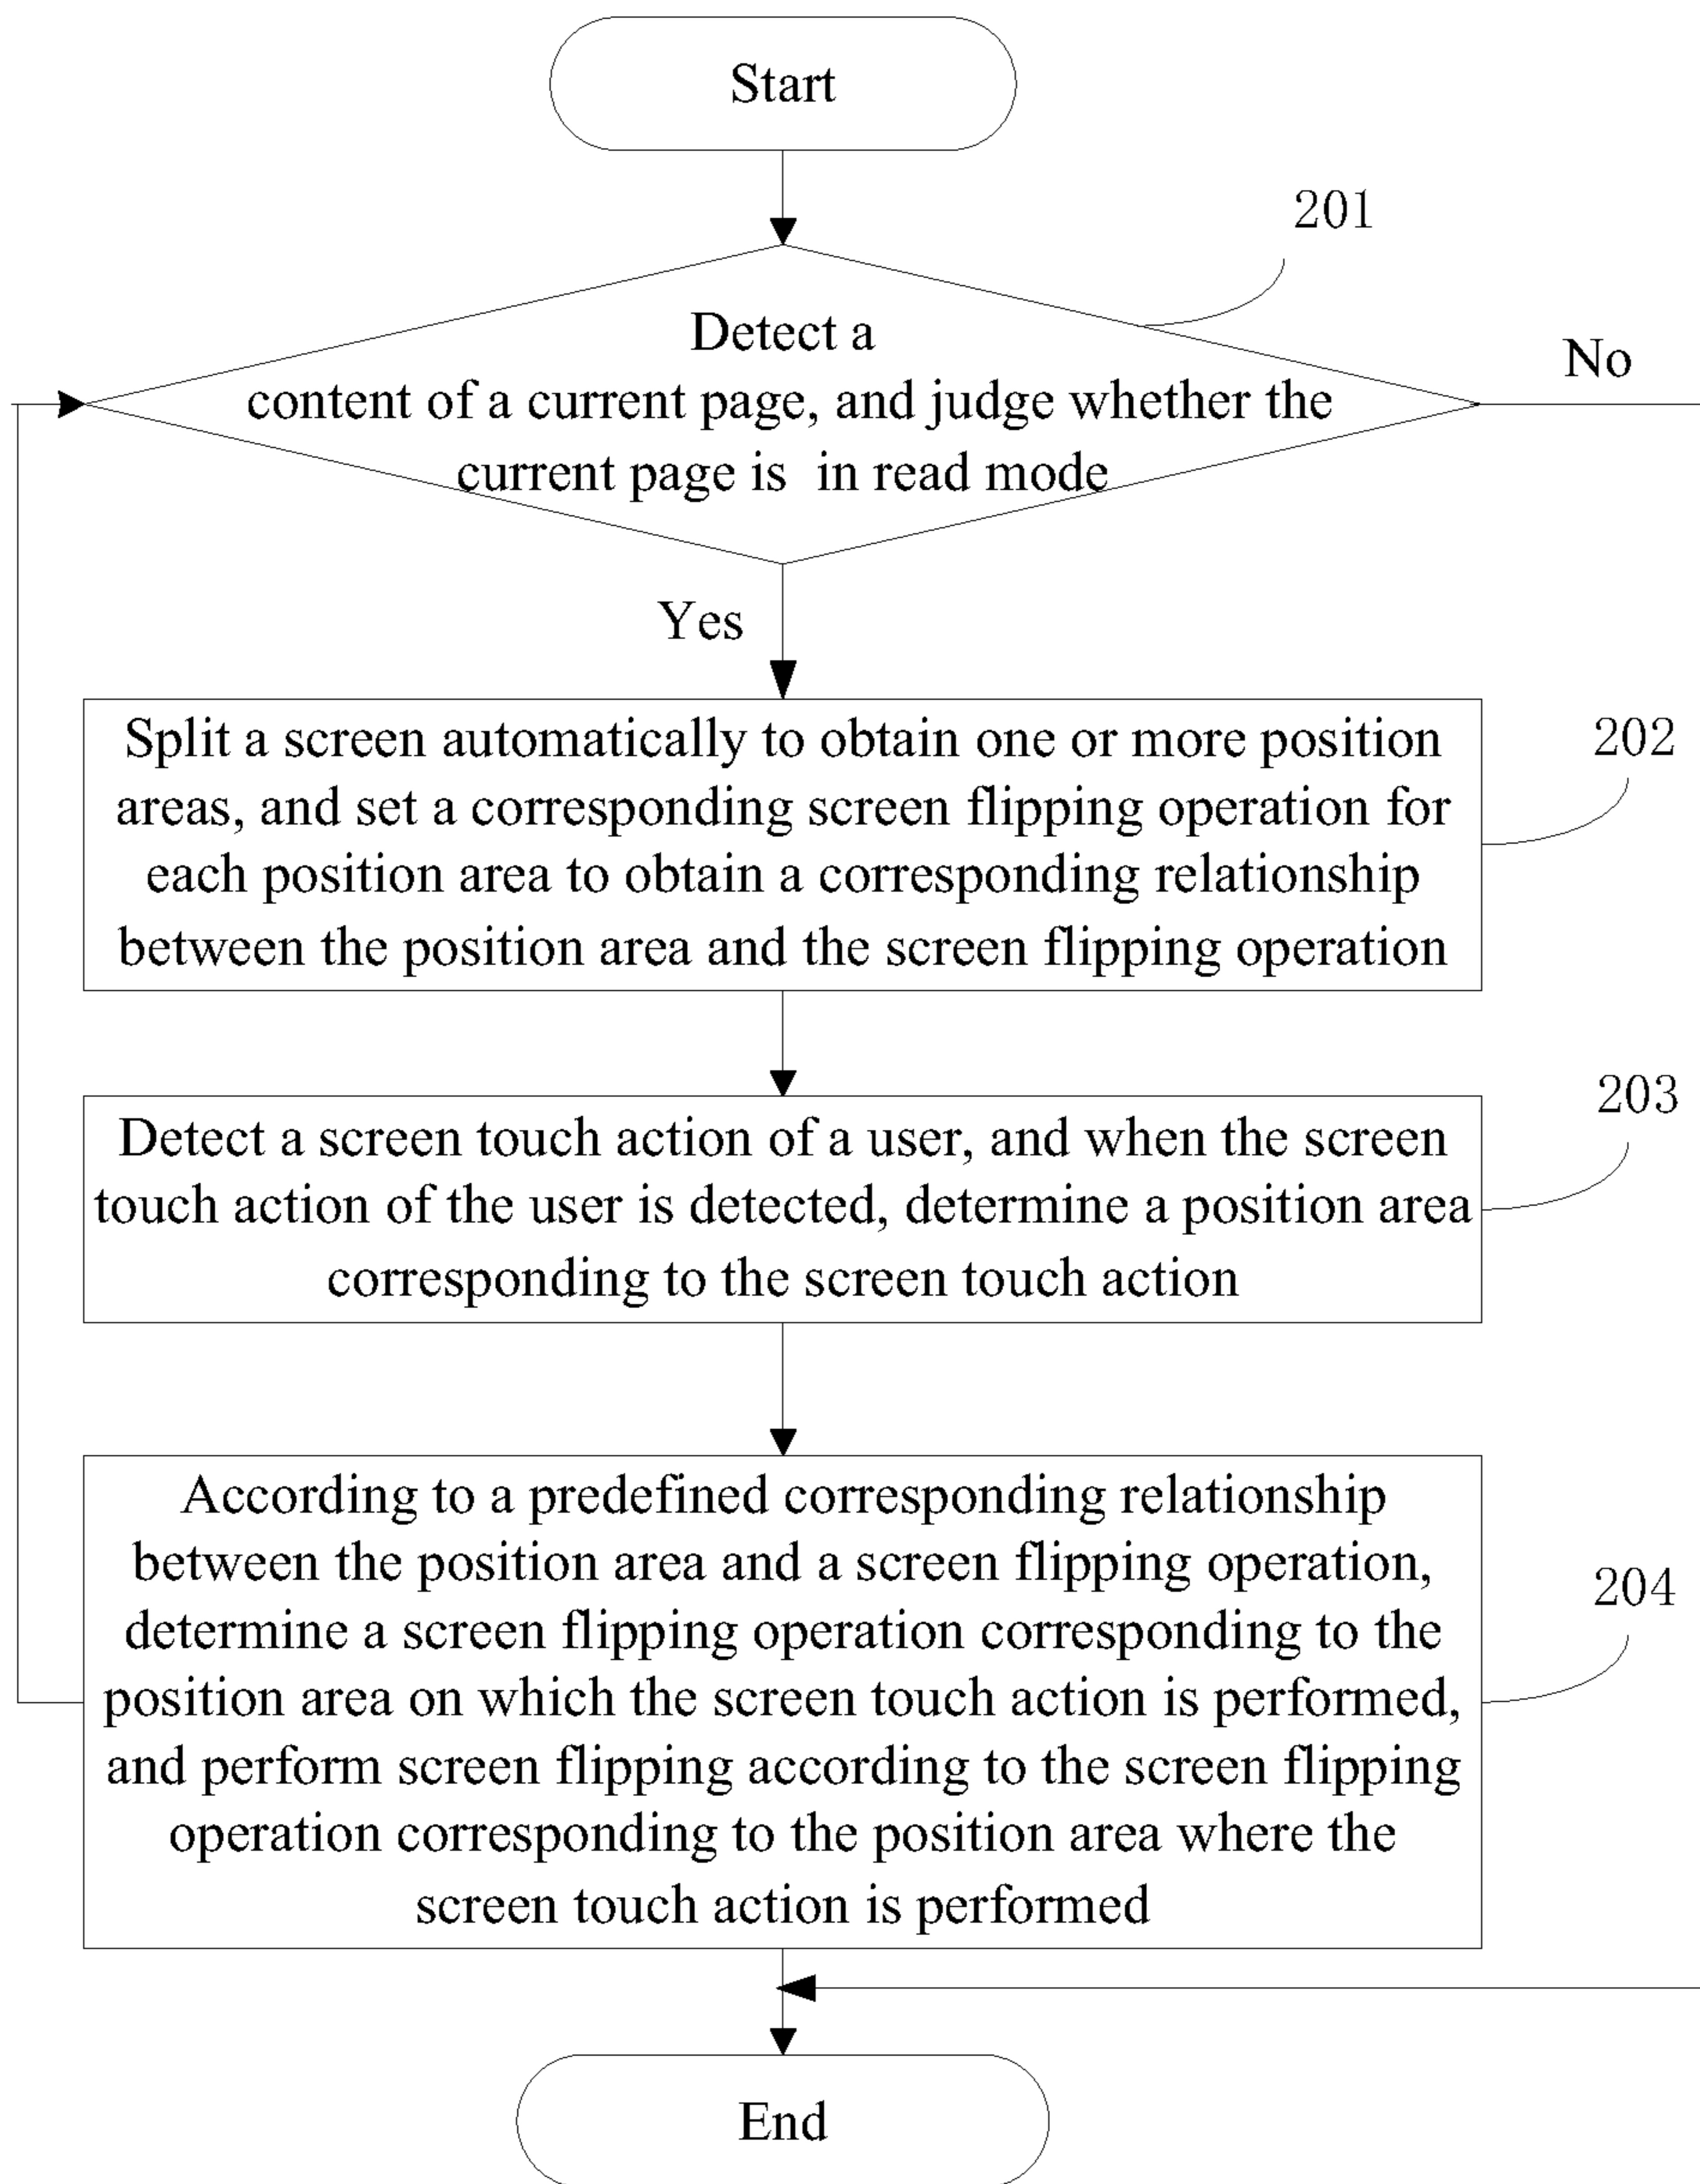 Start
201
Detect a
content of a current page, and judge whether the
current page is in read mode
No
Yes
Split a screen automatically to obtain one or more position
areas, and set a corresponding screen flipping operation for
each position area to obtain a corresponding relationship
between the position area and the screen flipping operation
202
Detect a screen touch action of a user, and when the screen
touch action of the user is detected, determine a position area
corresponding to the screen touch action
203
According to a predefined corresponding relationship
between the position area and a screen flipping operation,
determine a screen flipping operation corresponding to the
position area on which the screen touch action is performed,
and perform screen flipping according to the screen flipping
operation corresponding to the position area where the
screen touch action is performed
204
End